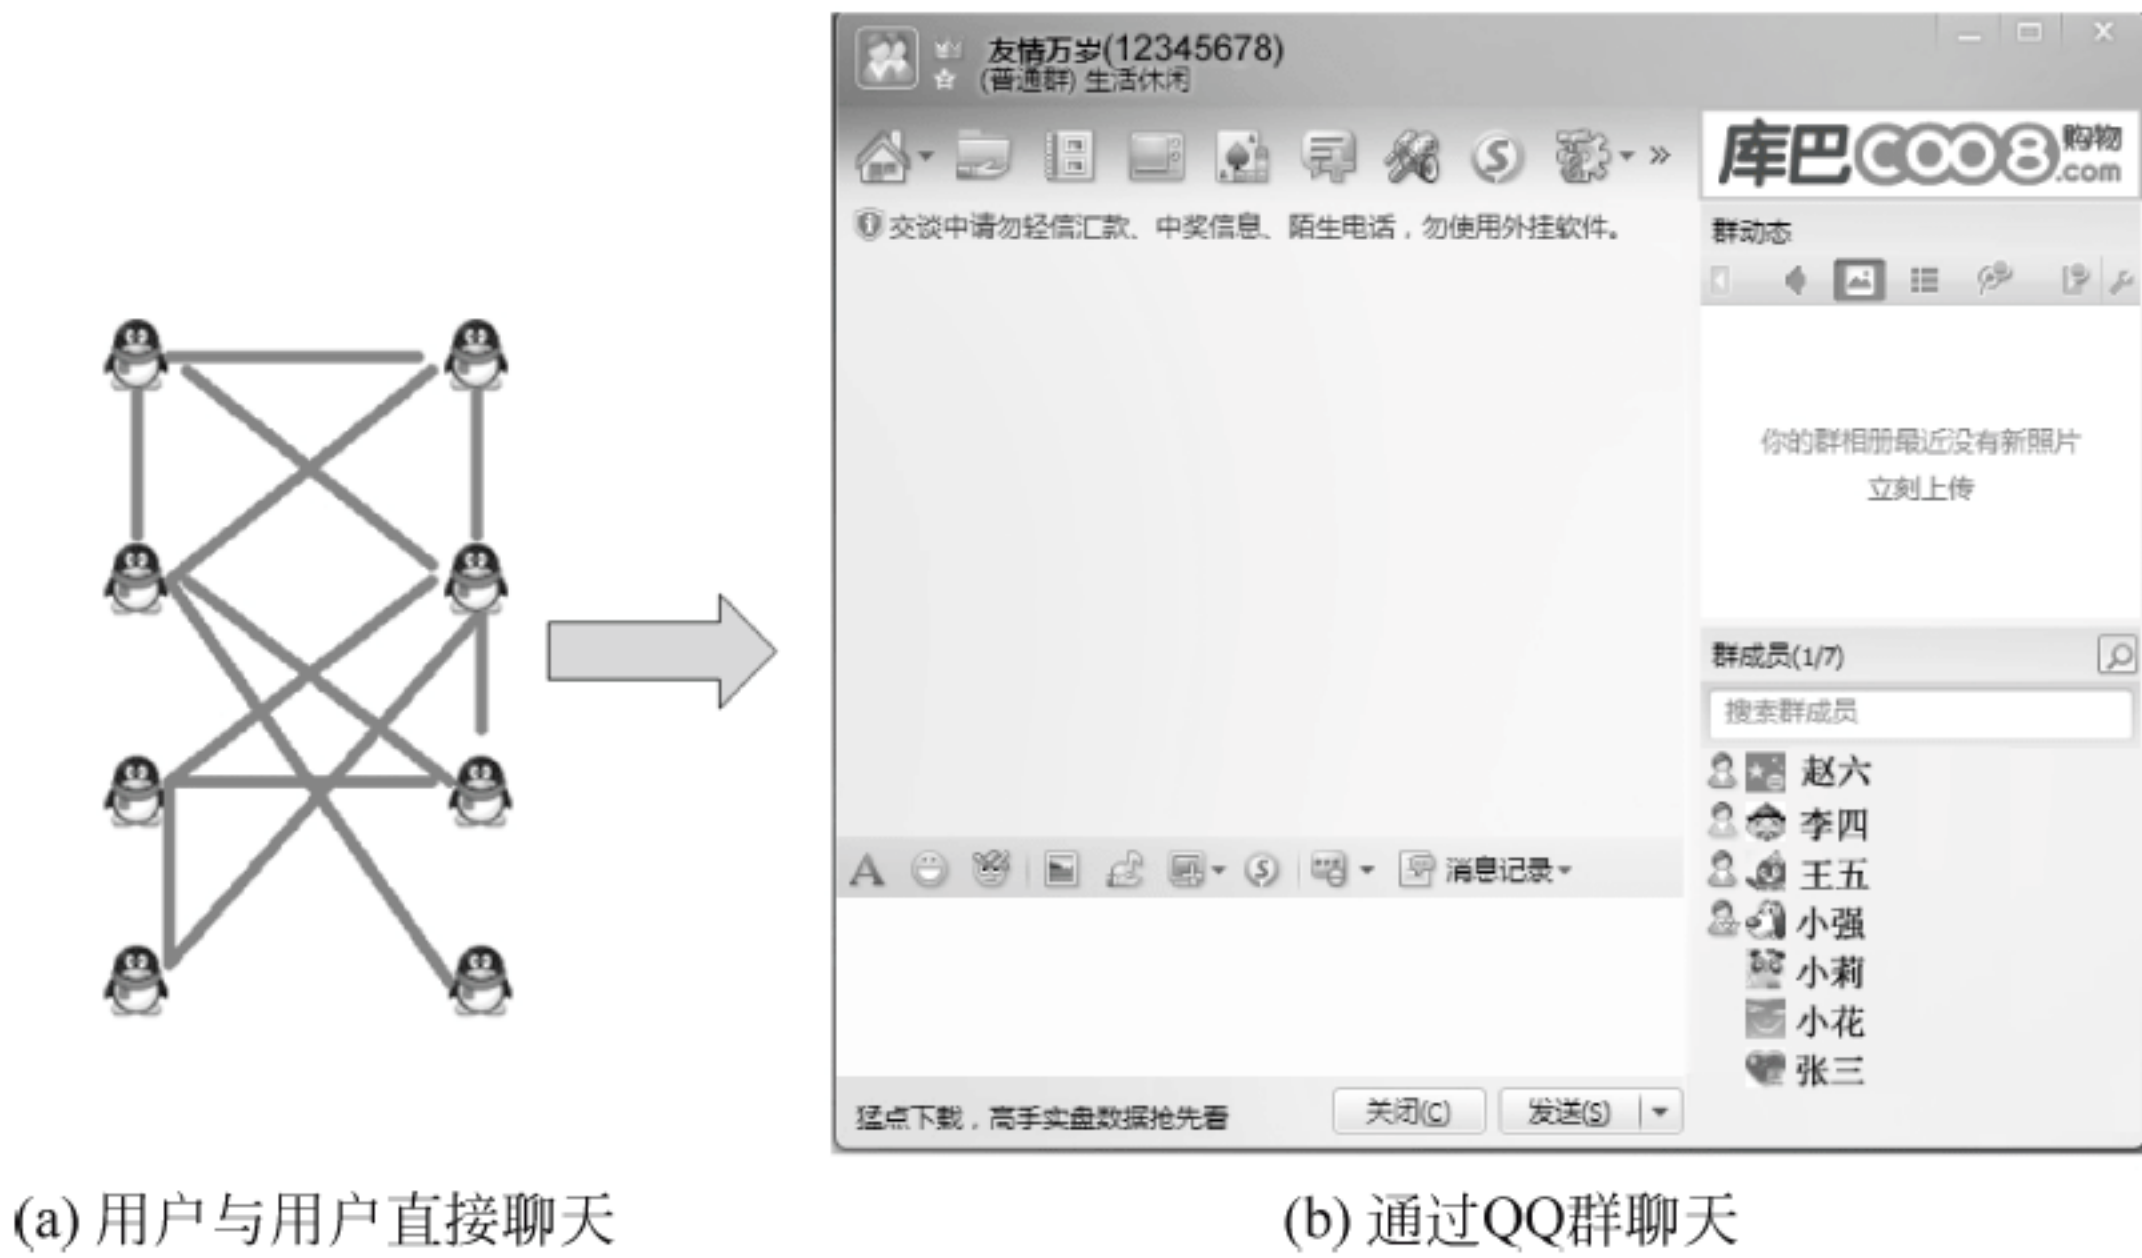 友情万岁(12345678)
(普通群) 生活休闲
库巴COO8购物.com
交谈中请勿轻信汇款、中奖信息、陌生电话，勿使用外挂软件。
群动态
你的群相册最近没有新照片
立刻上传
群成员(1/7)
搜索群成员
赵六
李四
王五
小强
小莉
小花
张三
A
消息记录
猛点下载，高手实盘数据抢先看
关闭(C)
发送(S)
(a) 用户与用户直接聊天
(b) 通过QQ群聊天